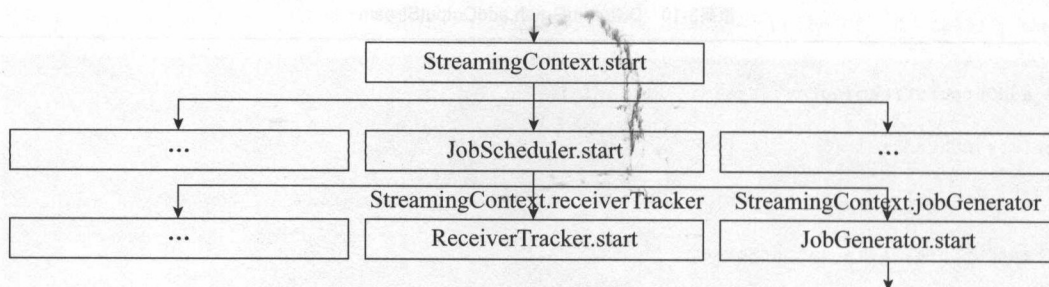 StreamingContext.start
... JobScheduler.start ...
StreamingContext.receiverTracker StreamingContext.jobGenerator
... ReceiverTracker.start JobGenerator.start